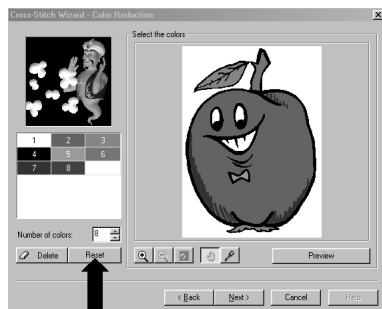 Cross-Stitch Wizard - Color Reduction
Select the colors
1 2 3
4 5 6
7 8
Number of colors: 8
Delete Reset
Preview
< Back Next > Cancel Help